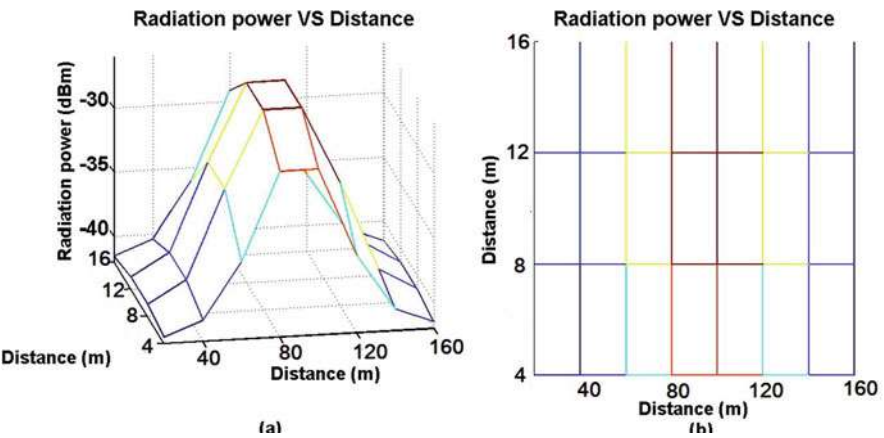 Radiation power VS Distance
Radiation power (dBm)
-30
-35
-40
16
12
8
4
40
80
120
160
Distance (m)
Distance (m)
(a)
Radiation power VS Distance
Distance (m)
16
12
8
4
40
80
120
160
Distance (m)
(b)